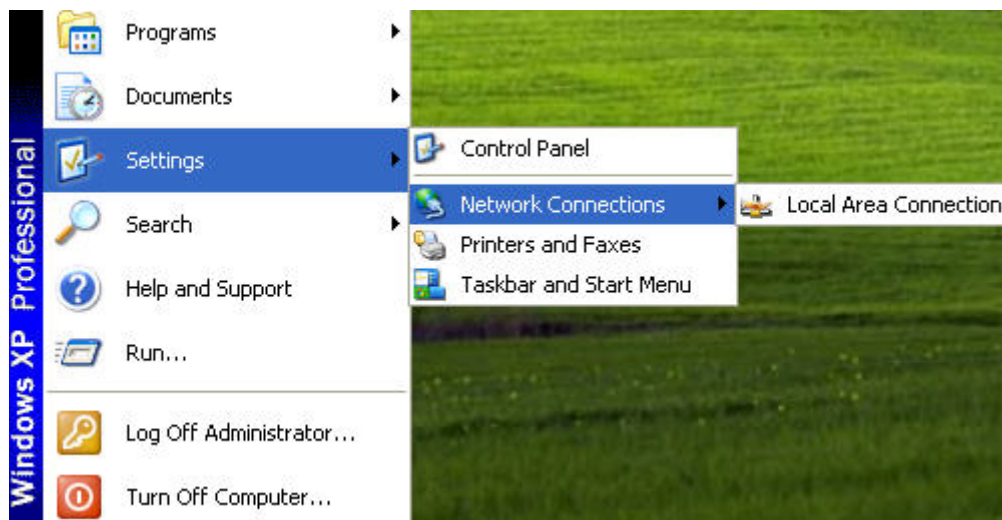 Windows XP Professional
Programs
Documents
Settings
Search
Help and Support
Run...
Log Off Administrator...
Turn Off Computer...
Control Panel
Network Connections
Printers and Faxes
Taskbar and Start Menu
Local Area Connection